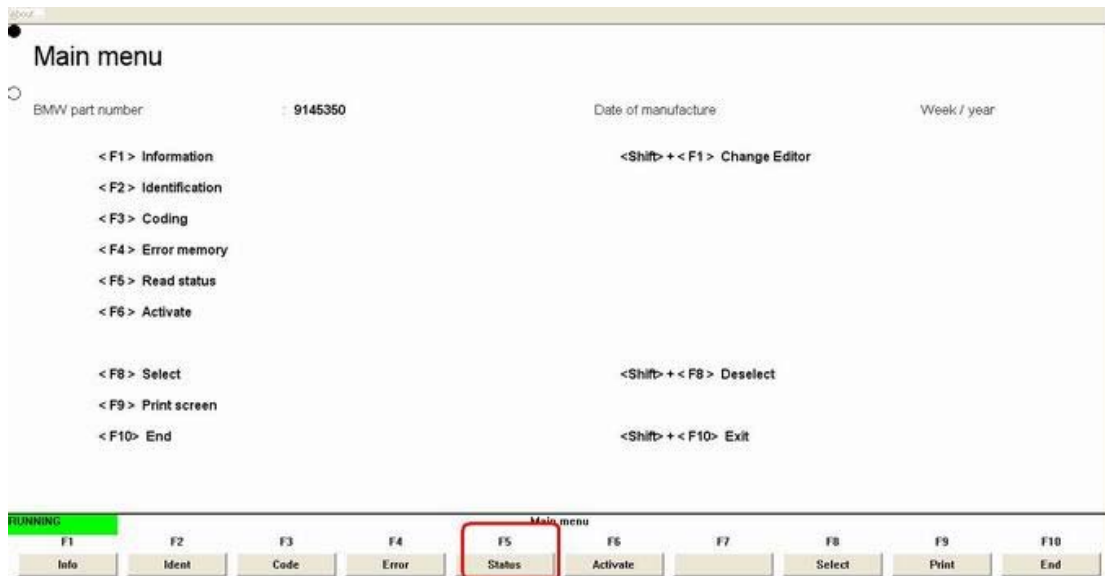 About
Main menu
BMW part number : 9145350 Date of manufacture Week / year
< F1 > Information <Shift> + < F1 > Change Editor
< F2 > Identification
< F3 > Coding
< F4 > Error memory
< F5 > Read status
< F6 > Activate
< F8 > Select <Shift> + < F8 > Deselect
< F9 > Print screen
< F10> End <Shift> + < F10> Exit
RUNNING Main menu
F1 F2 F3 F4 F5 F6 F7 F8 F9 F10
Info Ident Code Error Status Activate Select Print End